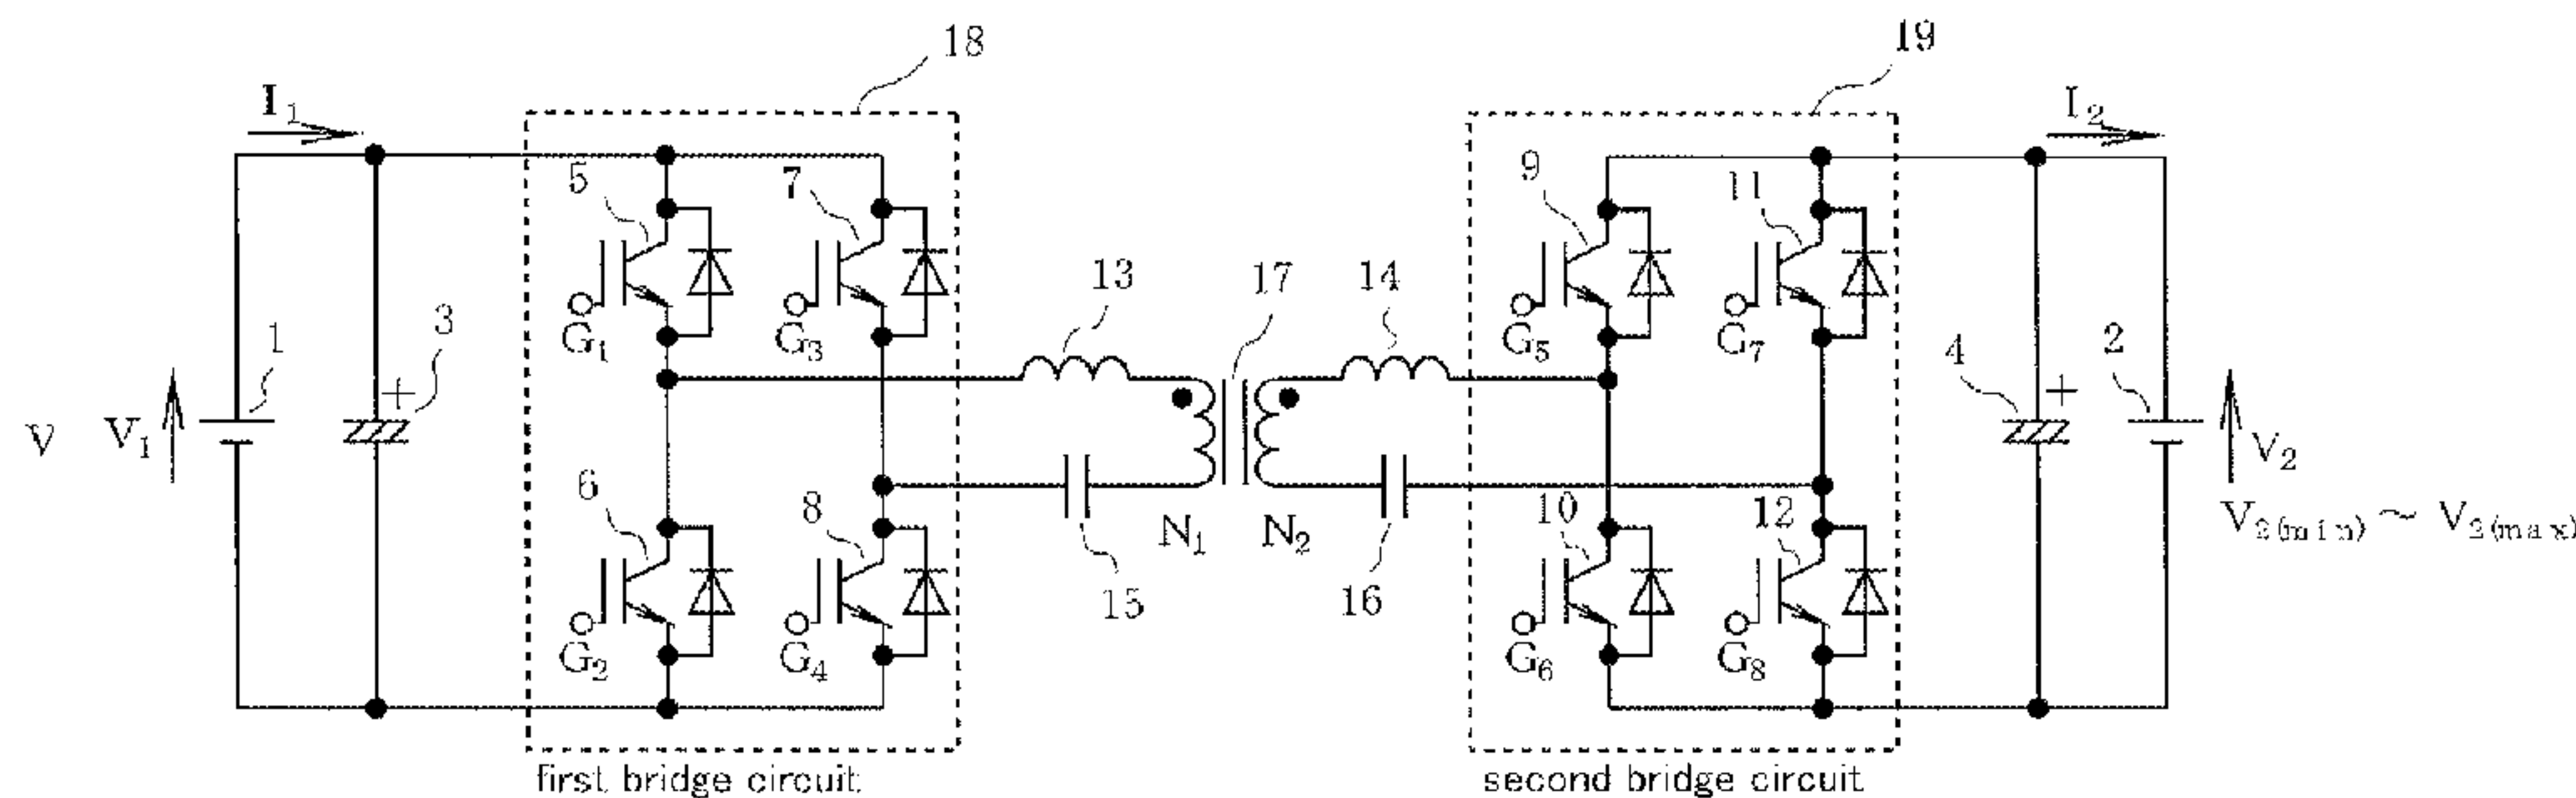 18
19
I₁
I₂
5
7
9
11
13
17
14
G₁
G₃
G₅
G₇
1
3
4
2
V
V₁
+
+
V₂
V₂(min) ~ V₂(max)
6
8
10
12
N₁
N₂
15
16
G₂
G₄
G₆
G₈
first bridge circuit
second bridge circuit